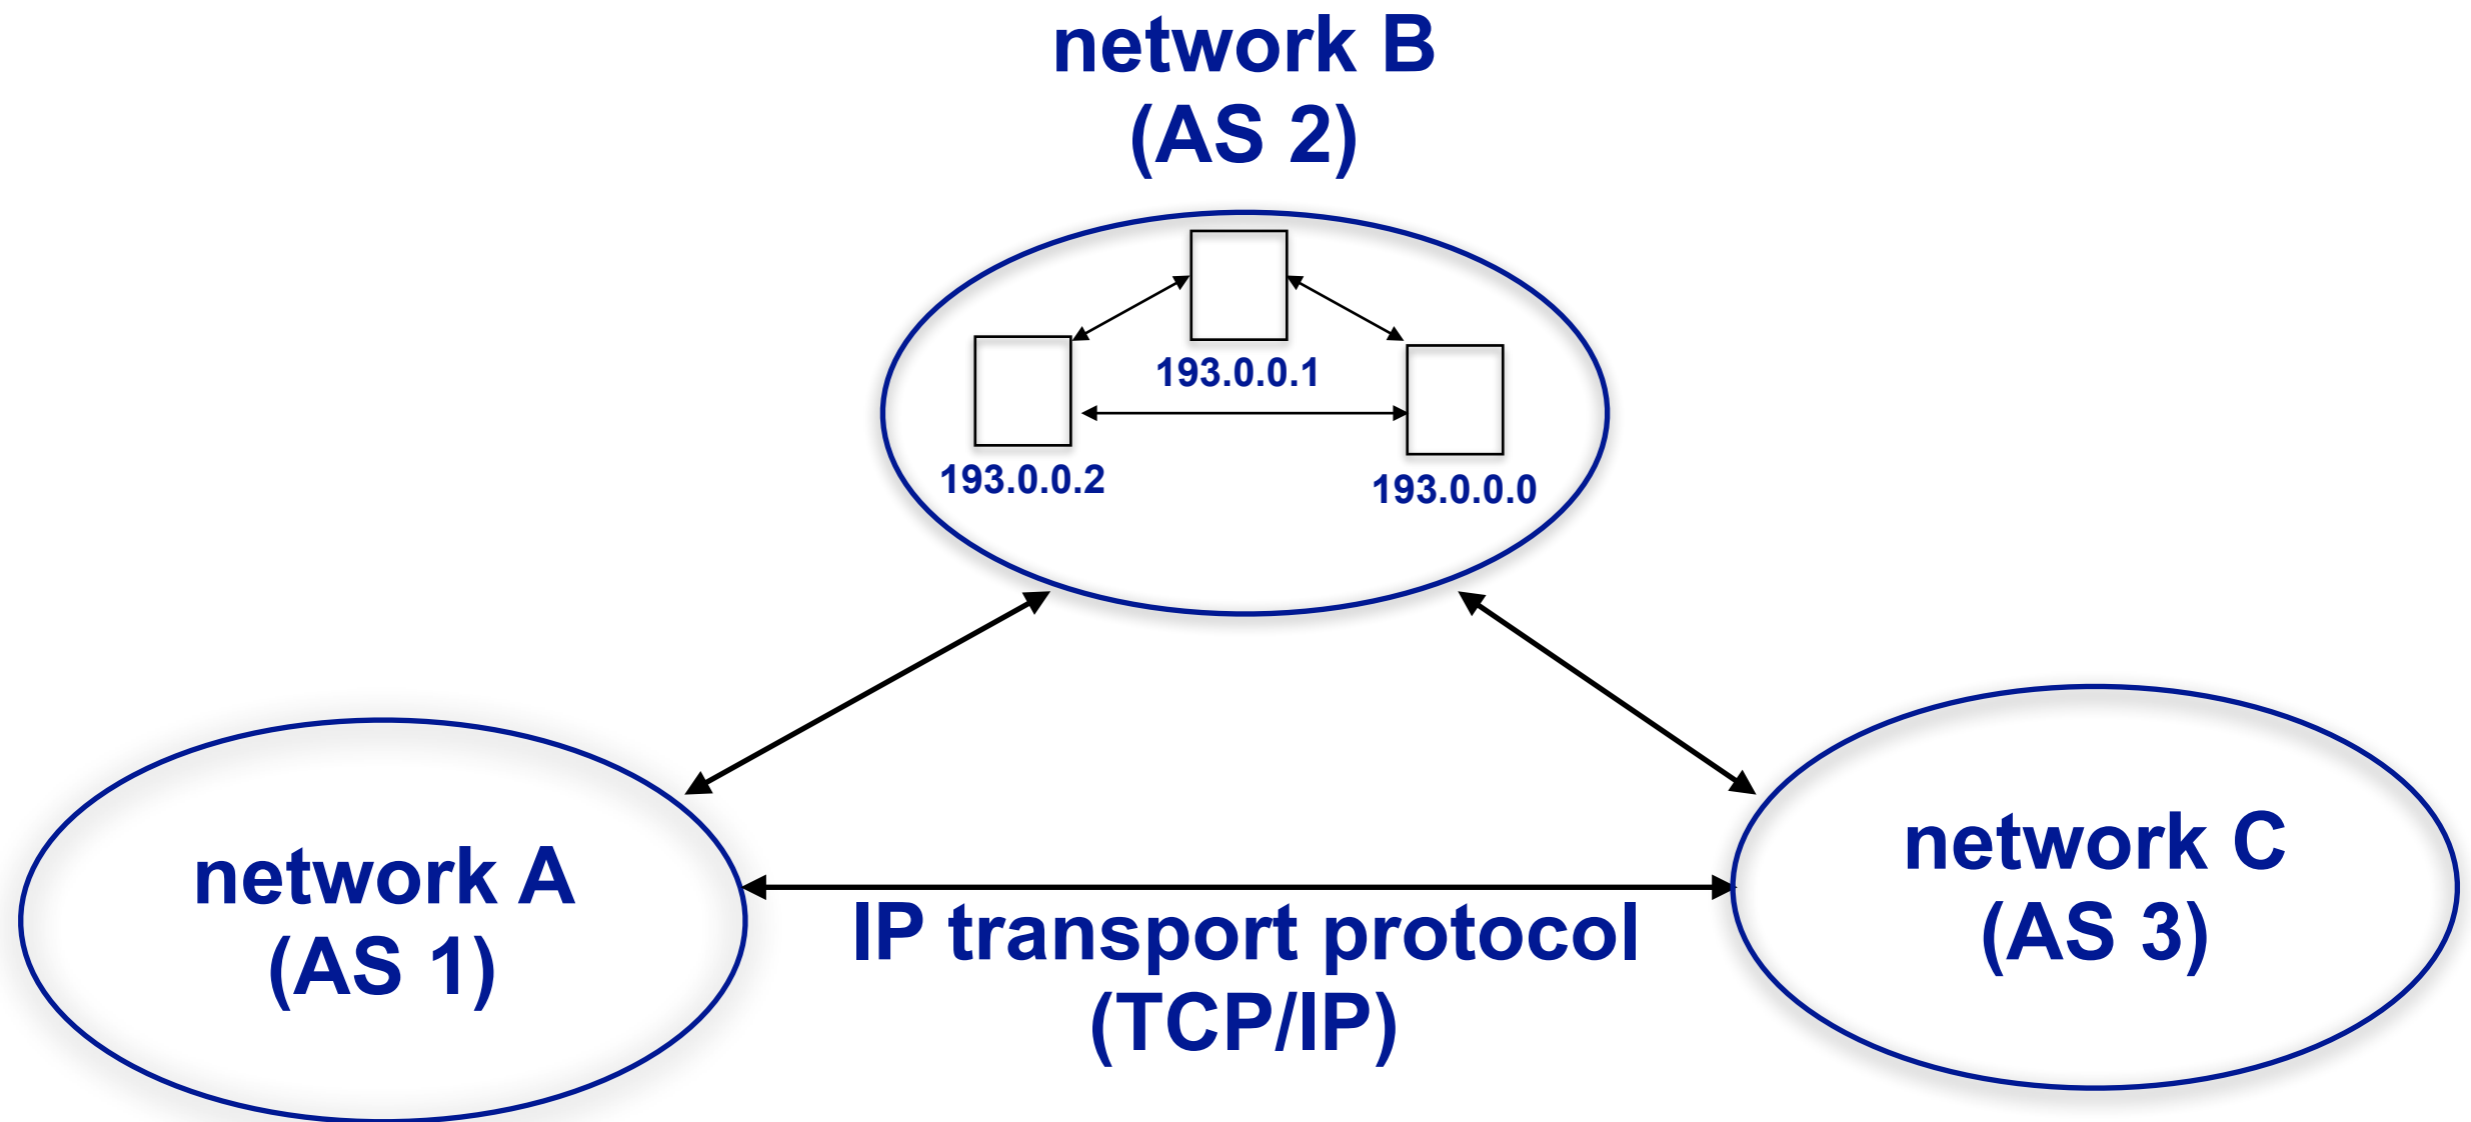 network B
(AS 2)
193.0.0.1
193.0.0.2
193.0.0.0
network A
(AS 1)
IP transport protocol
(TCP/IP)
network C
(AS 3)